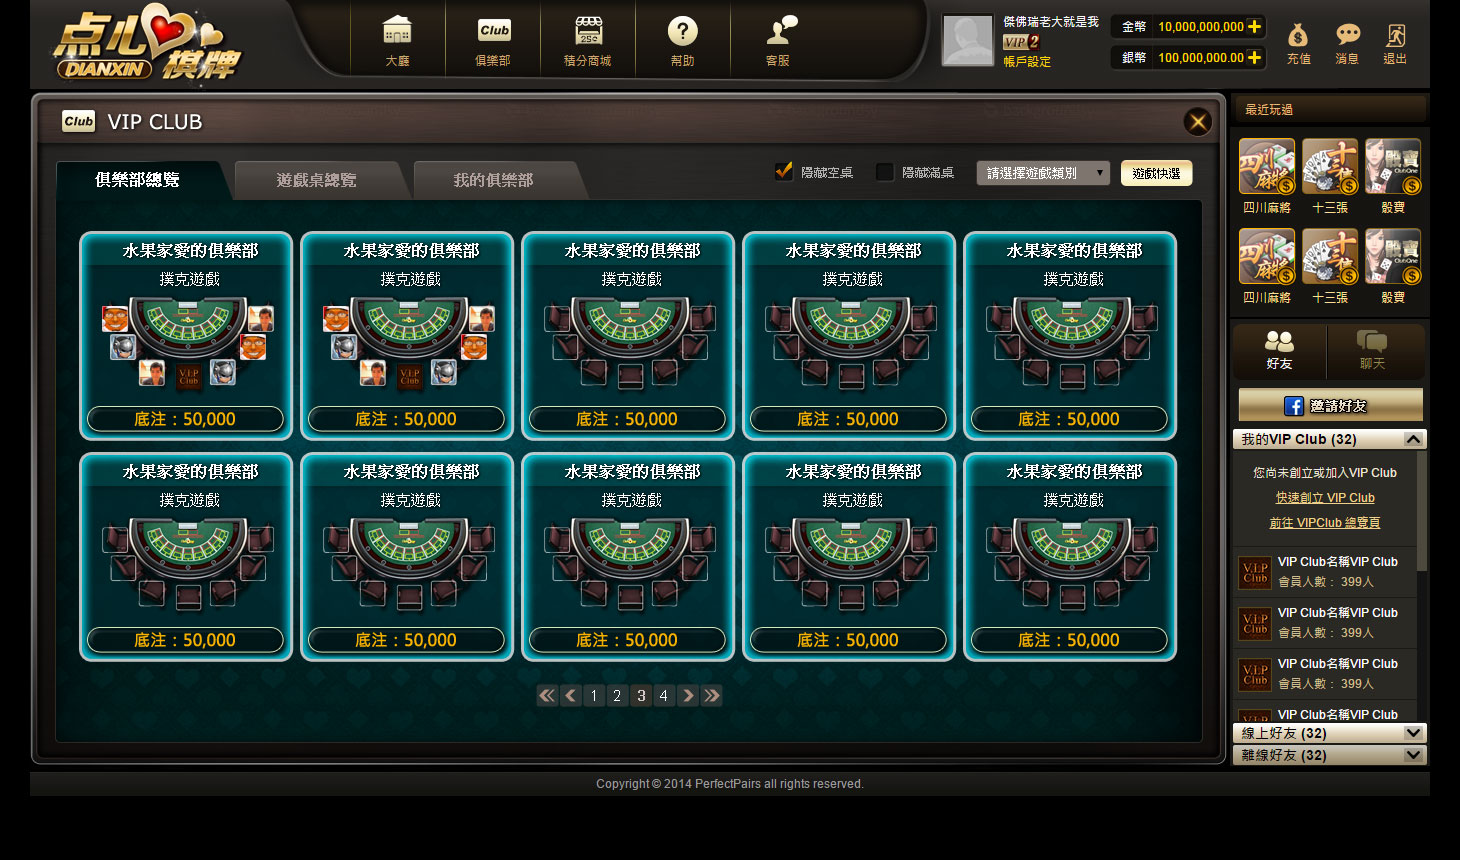 点心
DIANXIN 棋牌
大廳
Club
俱樂部
25¢
積分商城
?
幫助
客服
傑佛瑞老大就是我
VIP 2
帳戶設定
金幣 10,000,000,000
銀幣 100,000,000.00
充值
消息
退出
Club VIP CLUB
俱樂部總覽
遊戲桌總覽
我的俱樂部
隱藏空桌
隱藏滿桌
請選擇遊戲類別
遊戲快選
水果家愛的俱樂部
撲克遊戲
V.I.P
Club
底注：50,000
水果家愛的俱樂部
撲克遊戲
V.I.P
Club
底注：50,000
水果家愛的俱樂部
撲克遊戲
底注：50,000
水果家愛的俱樂部
撲克遊戲
底注：50,000
水果家愛的俱樂部
撲克遊戲
底注：50,000
水果家愛的俱樂部
撲克遊戲
底注：50,000
水果家愛的俱樂部
撲克遊戲
底注：50,000
水果家愛的俱樂部
撲克遊戲
底注：50,000
水果家愛的俱樂部
撲克遊戲
底注：50,000
水果家愛的俱樂部
撲克遊戲
底注：50,000
1 2 3 4
最近玩過
四川麻將
十三張
骰寶
四川麻將
十三張
骰寶
好友
聊天
邀請好友
我的VIP Club (32)
您尚未創立或加入VIP Club
快速創立 VIP Club
前往 VIPClub 總覽頁
V.I.P
Club
VIP Club名稱VIP Club
會員人數： 399人
V.I.P
Club
VIP Club名稱VIP Club
會員人數： 399人
V.I.P
Club
VIP Club名稱VIP Club
會員人數： 399人
VIP Club名稱VIP Club
線上好友 (32)
離線好友 (32)
Copyright © 2014 PerfectPairs all rights reserved.